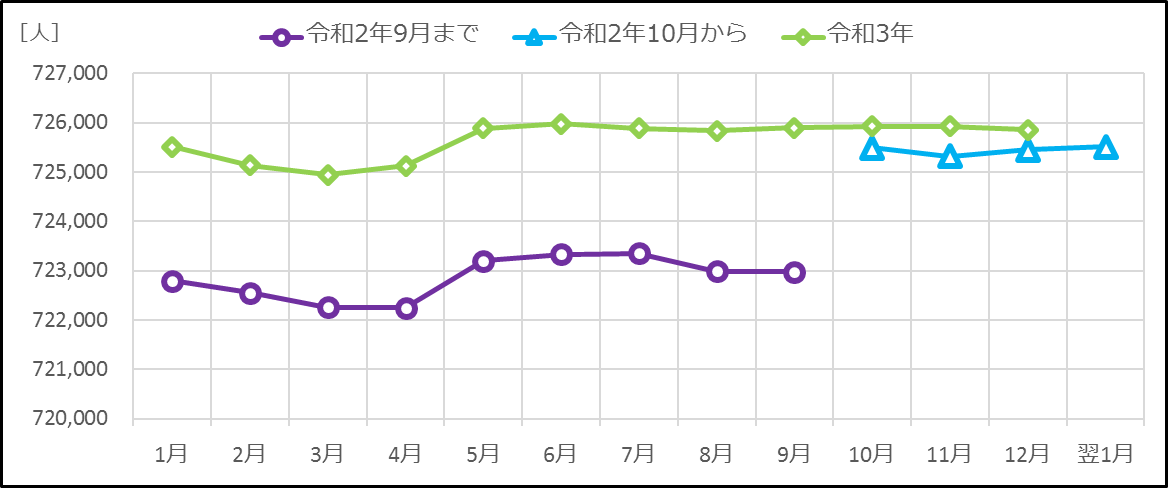 [人]
令和2年9月まで 令和2年10月から 令和3年
727,000
726,000
725,000
724,000
723,000
722,000
721,000
720,000
1月 2月 3月 4月 5月 6月 7月 8月 9月 10月 11月 12月 翌1月